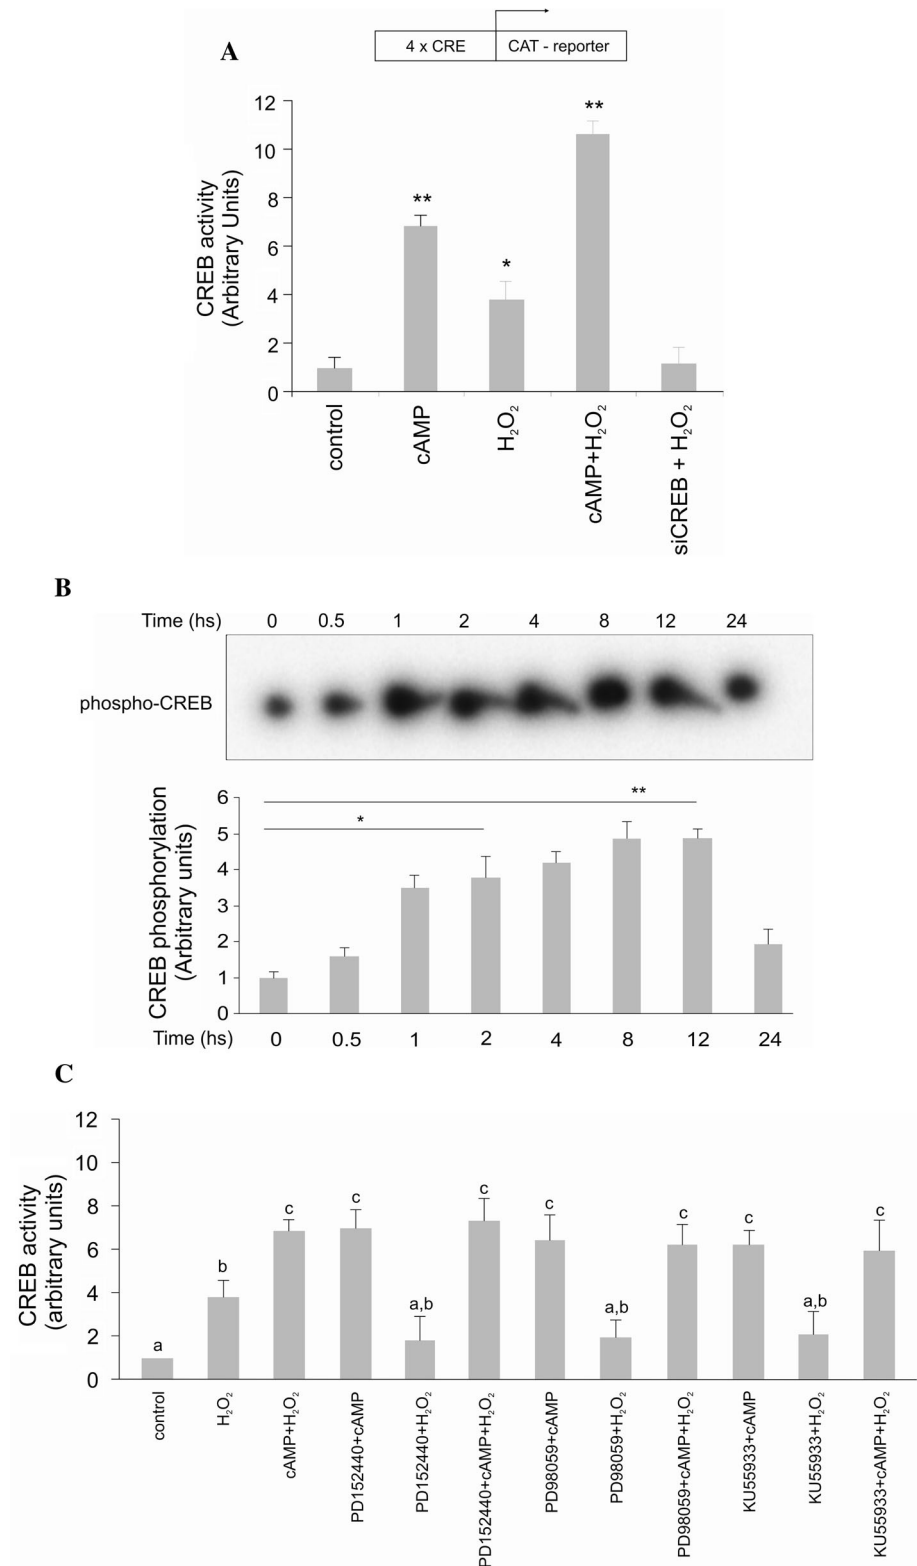 A
4 x CRE CAT - reporter
CREB activity
(Arbitrary Units)
12
10
8
6
4
2
0
**
*
**
control
cAMP
H₂O₂
cAMP+H₂O₂
siCREB + H₂O₂
B
Time (hs) 0 0.5 1 2 4 8 12 24
phospho-CREB
CREB phosphorylation
(Arbitrary units)
6
5
4
3
2
1
0
**
*
Time (hs) 0 0.5 1 2 4 8 12 24
C
CREB activity
(arbitrary units)
12
10
8
6
4
2
0
a
b
c
c
a,b
c
c
a,b
c
c
a,b
c
control
H₂O₂
cAMP+H₂O₂
PD152440+cAMP
PD152440+H₂O₂
PD152440+cAMP+H₂O₂
PD98059+cAMP
PD98059+H₂O₂
PD98059+cAMP+H₂O₂
KU55933+cAMP
KU55933+H₂O₂
KU55933+cAMP+H₂O₂